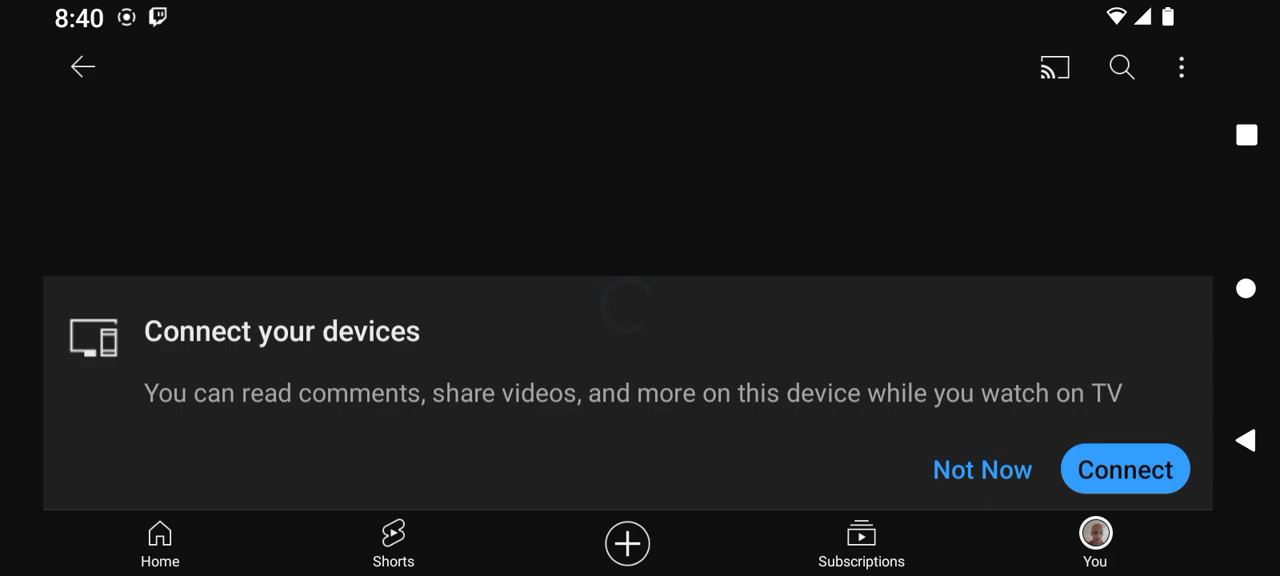 8:40
Connect your devices
You can read comments, share videos, and more on this device while you watch on TV
Not Now
Connect
Home
Shorts
Subscriptions
You